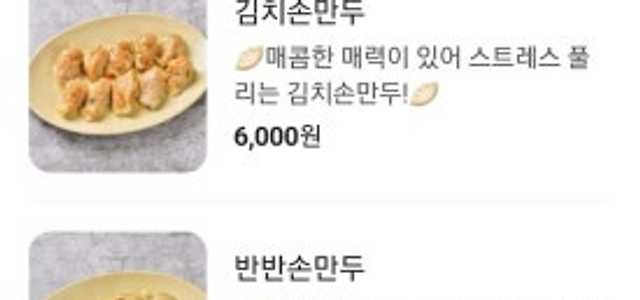 김치손만두
🥟매콤한 매력이 있어 스트레스 풀
리는 김치손만두!🥟
6,000원
반반손만두